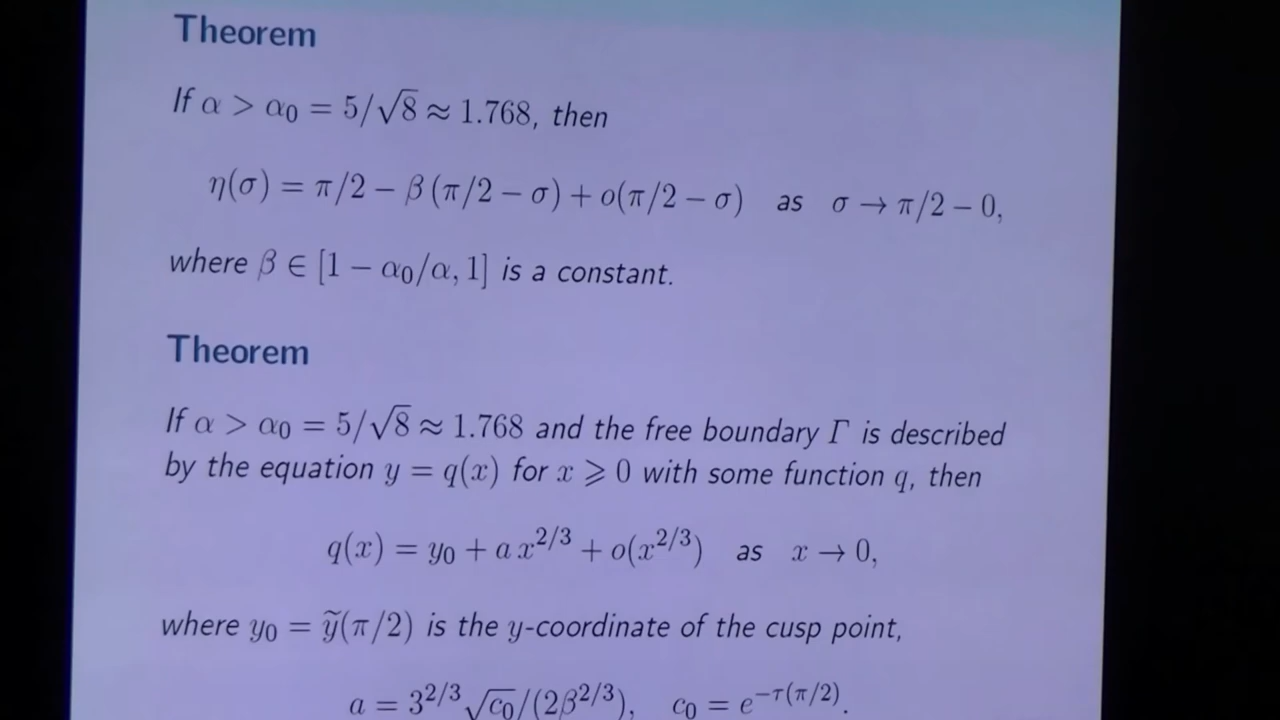 Theorem
If α > α₀ = 5/√8 ≈ 1.768, then
η(σ) = π/2 − β (π/2 − σ) + o(π/2 − σ) as σ → π/2 − 0,
where β ∈ [1 − α₀/α, 1] is a constant.
Theorem
If α > α₀ = 5/√8 ≈ 1.768 and the free boundary Γ is described
by the equation y = q(x) for x ⩾ 0 with some function q, then
q(x) = y₀ + a x^{2/3} + o(x^{2/3}) as x → 0,
where y₀ = ỹ(π/2) is the y-coordinate of the cusp point,
a = 3^{2/3} √c₀/(2β^{2/3}), c₀ = e^{−τ(π/2)}.